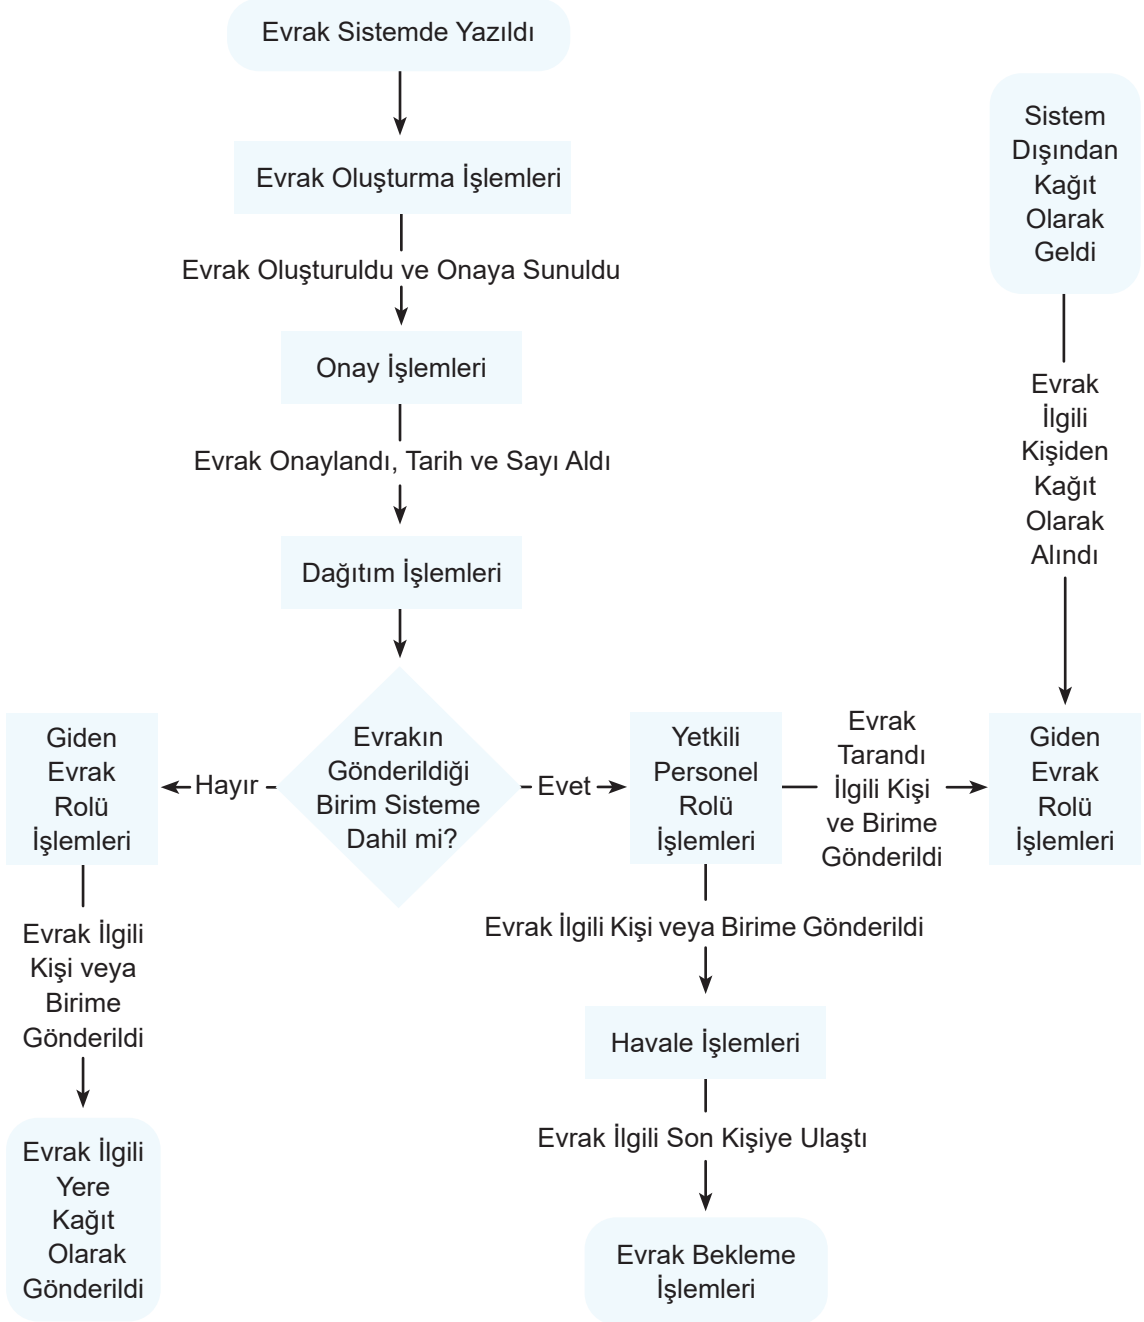 Evrak Sistemde Yazıldı
Evrak Oluşturma İşlemleri
Evrak Oluşturuldu ve Onaya Sunuldu
Onay İşlemleri
Evrak Onaylandı, Tarih ve Sayı Aldı
Dağıtım İşlemleri
Evrakın
Gönderildiği
Birim Sisteme
Dahil mi?
Hayır
Giden
Evrak
Rolü
İşlemleri
Evrak İlgili
Kişi veya
Birime
Gönderildi
Evrak İlgili
Yere
Kağıt
Olarak
Gönderildi
Evet
Yetkili
Personel
Rolü
İşlemleri
Evrak İlgili Kişi veya Birime Gönderildi
Havale İşlemleri
Evrak İlgili Son Kişiye Ulaştı
Evrak Bekleme
İşlemleri
Evrak
Tarandı
İlgili Kişi
ve Birime
Gönderildi
Sistem
Dışından
Kağıt
Olarak
Geldi
Evrak
İlgili
Kişiden
Kağıt
Olarak
Alındı
Giden
Evrak
Rolü
İşlemleri